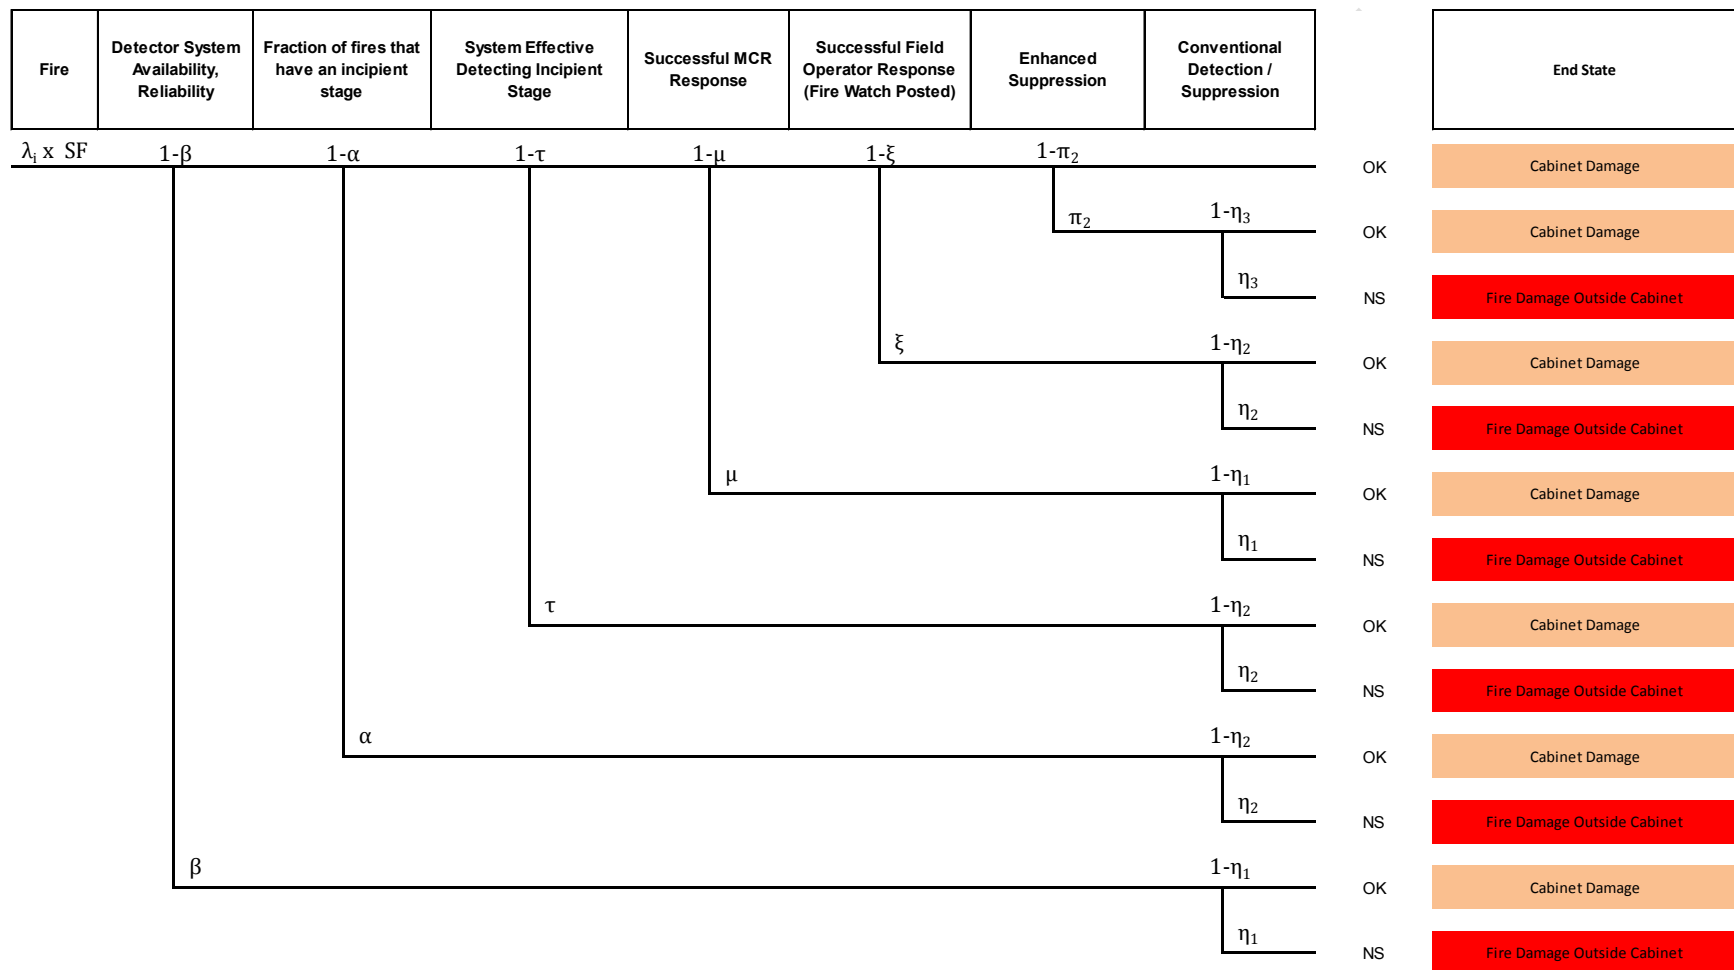 Fire
Detector System
Availability,
Reliability
Fraction of fires that
have an incipient
stage
System Effective
Detecting Incipient
Stage
Successful MCR
Response
Successful Field
Operator Response
(Fire Watch Posted)
Enhanced
Suppression
Conventional
Detection /
Suppression
End State
λi x SF 1-β 1-α 1-τ 1-μ 1-ξ 1-π2
OK Cabinet Damage
π2 1-η3
OK Cabinet Damage
η3
NS Fire Damage Outside Cabinet
ξ 1-η2
OK Cabinet Damage
η2
NS Fire Damage Outside Cabinet
μ 1-η1
OK Cabinet Damage
η1
NS Fire Damage Outside Cabinet
τ 1-η2
OK Cabinet Damage
η2
NS Fire Damage Outside Cabinet
α 1-η2
OK Cabinet Damage
η2
NS Fire Damage Outside Cabinet
β 1-η1
OK Cabinet Damage
η1
NS Fire Damage Outside Cabinet